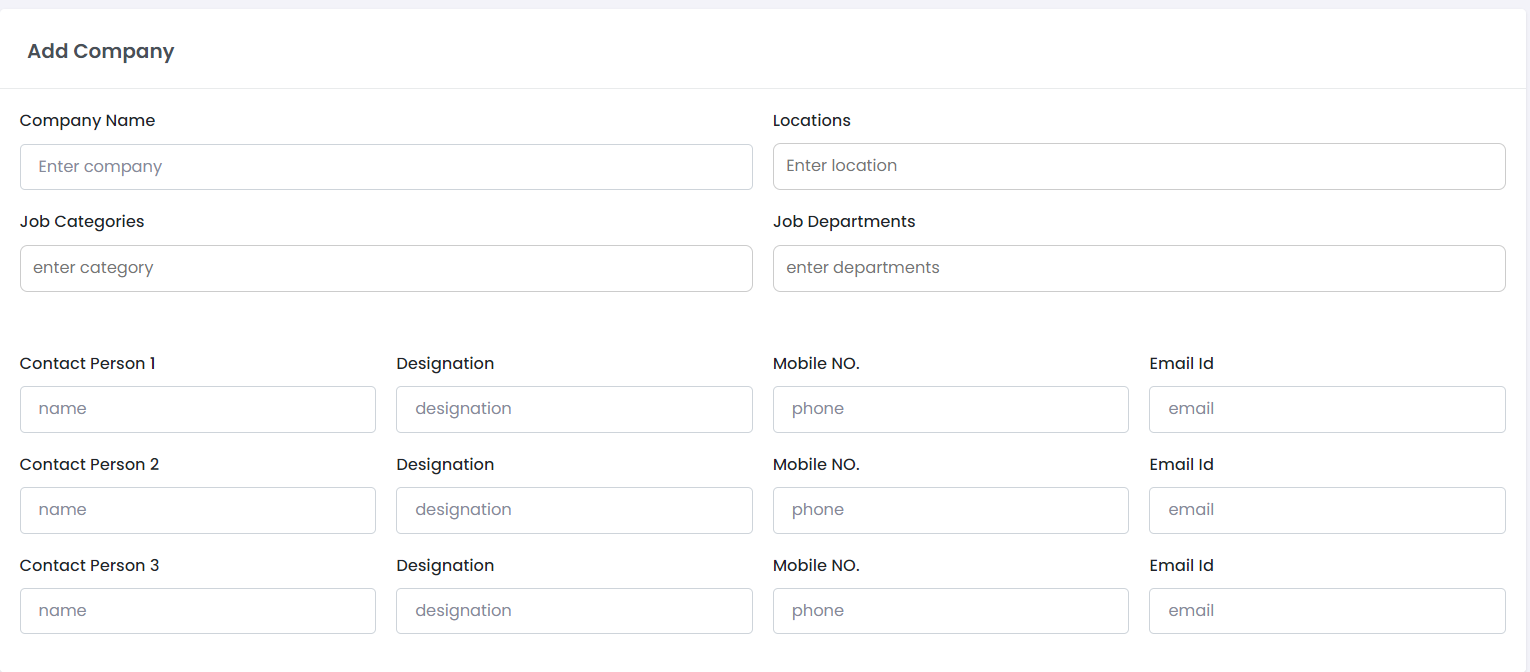 Add Company
Company Name Locations
Enter company Enter location
Job Categories Job Departments
enter category enter departments
Contact Person 1 Designation Mobile NO. Email Id
name designation phone email
Contact Person 2 Designation Mobile NO. Email Id
name designation phone email
Contact Person 3 Designation Mobile NO. Email Id
name designation phone email